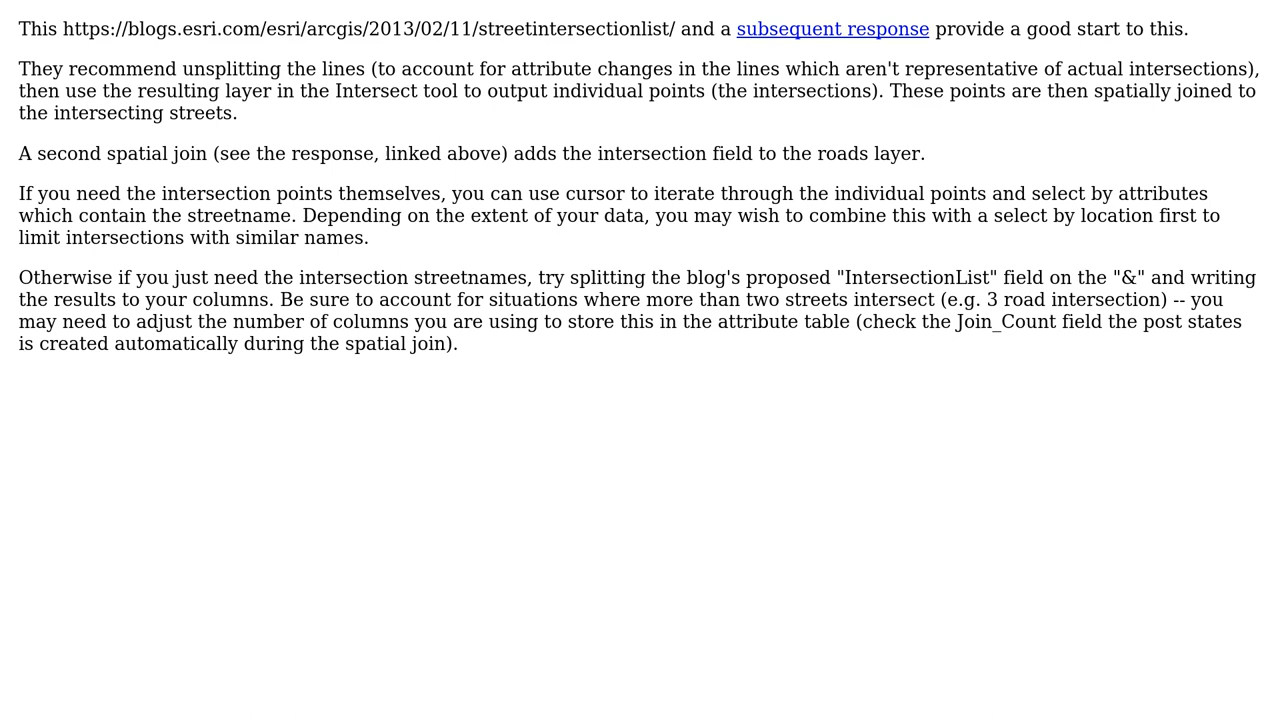 This https://blogs.esri.com/esri/arcgis/2013/02/11/streetintersectionlist/ and a subsequent response provide a good start to this.
They recommend unsplitting the lines (to account for attribute changes in the lines which aren't representative of actual intersections),
then use the resulting layer in the Intersect tool to output individual points (the intersections). These points are then spatially joined to
the intersecting streets.
A second spatial join (see the response, linked above) adds the intersection field to the roads layer.
If you need the intersection points themselves, you can use cursor to iterate through the individual points and select by attributes
which contain the streetname. Depending on the extent of your data, you may wish to combine this with a select by location first to
limit intersections with similar names.
Otherwise if you just need the intersection streetnames, try splitting the blog's proposed "IntersectionList" field on the "&" and writing
the results to your columns. Be sure to account for situations where more than two streets intersect (e.g. 3 road intersection) -- you
may need to adjust the number of columns you are using to store this in the attribute table (check the Join_Count field the post states
is created automatically during the spatial join).